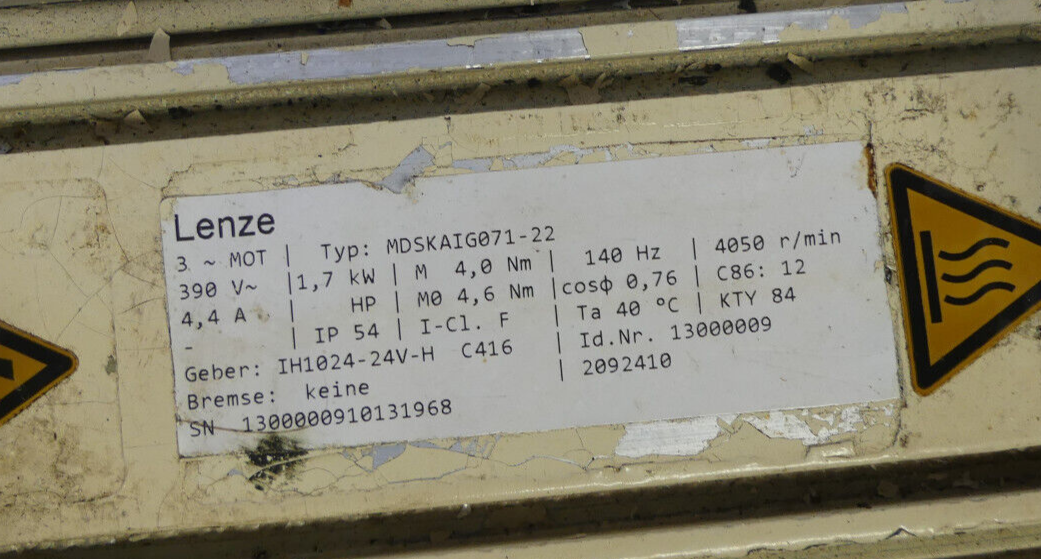 Lenze
3 ~ MOT | Typ: MDSKAIG071-22
390 V~ |1,7 kW | M 4,0 Nm | 140 Hz | 4050 r/min
4,4 A | HP | M0 4,6 Nm |cosϕ 0,76 | C86: 12
- | IP 54 | I-Cl. F | Ta 40 °C | KTY 84
Geber: IH1024-24V-H C416 | Id.Nr. 13000009
Bremse: keine | 2092410
SN 1300000910131968